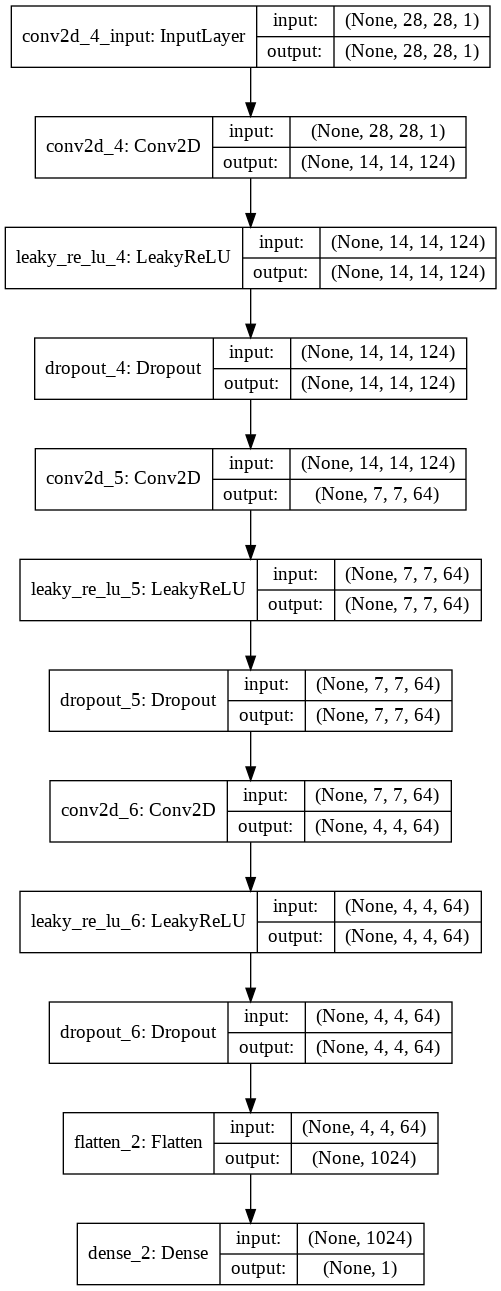 conv2d_4_input: InputLayer
input: (None, 28, 28, 1)
output: (None, 28, 28, 1)
conv2d_4: Conv2D
input: (None, 28, 28, 1)
output: (None, 14, 14, 124)
leaky_re_lu_4: LeakyReLU
input: (None, 14, 14, 124)
output: (None, 14, 14, 124)
dropout_4: Dropout
input: (None, 14, 14, 124)
output: (None, 14, 14, 124)
conv2d_5: Conv2D
input: (None, 14, 14, 124)
output: (None, 7, 7, 64)
leaky_re_lu_5: LeakyReLU
input: (None, 7, 7, 64)
output: (None, 7, 7, 64)
dropout_5: Dropout
input: (None, 7, 7, 64)
output: (None, 7, 7, 64)
conv2d_6: Conv2D
input: (None, 7, 7, 64)
output: (None, 4, 4, 64)
leaky_re_lu_6: LeakyReLU
input: (None, 4, 4, 64)
output: (None, 4, 4, 64)
dropout_6: Dropout
input: (None, 4, 4, 64)
output: (None, 4, 4, 64)
flatten_2: Flatten
input: (None, 4, 4, 64)
output: (None, 1024)
dense_2: Dense
input: (None, 1024)
output: (None, 1)